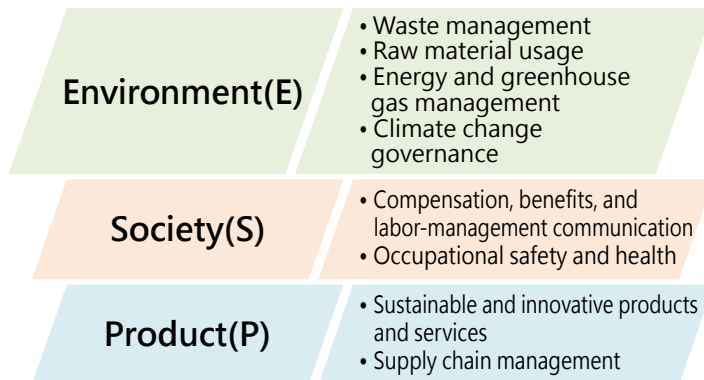 Environment(E)
• Waste management
• Raw material usage
• Energy and greenhouse
gas management
• Climate change
governance
Society(S)
• Compensation, benefits, and
labor-management communication
• Occupational safety and health
Product(P)
• Sustainable and innovative products
and services
• Supply chain management